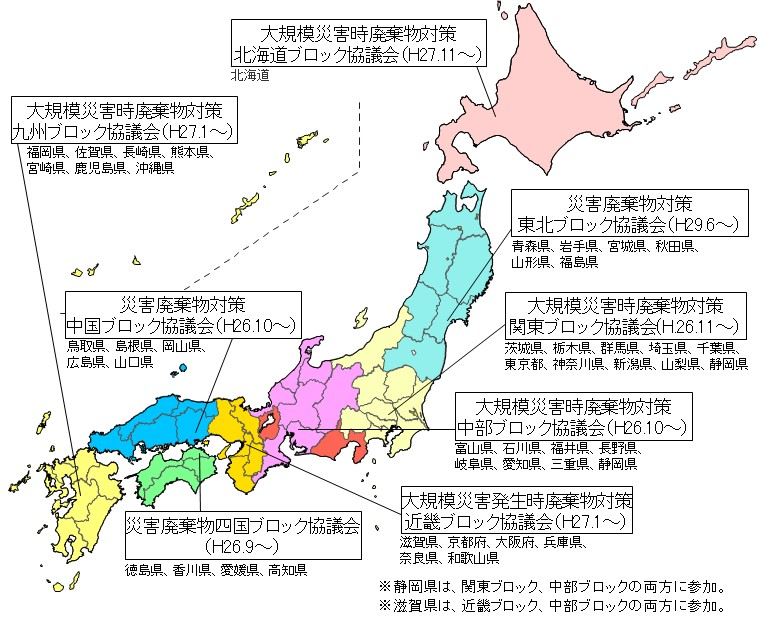 大規模災害時廃棄物対策
北海道ブロック協議会(H27.11～)
北海道
大規模災害時廃棄物対策
九州ブロック協議会(H27.1～)
福岡県、佐賀県、長崎県、熊本県、
宮崎県、鹿児島県、沖縄県
災害廃棄物対策
東北ブロック協議会(H29.6～)
青森県、岩手県、宮城県、秋田県、
山形県、福島県
災害廃棄物対策
中国ブロック協議会(H26.10～)
鳥取県、島根県、岡山県、
広島県、山口県
大規模災害時廃棄物対策
関東ブロック協議会(H.26.11～)
茨城県、栃木県、群馬県、埼玉県、千葉県、
東京都、神奈川県、新潟県、山梨県、静岡県
大規模災害時廃棄物対策
中部ブロック協議会(H26.10～)
富山県、石川県、福井県、長野県、
岐阜県、愛知県、三重県、静岡県
大規模災害発生時廃棄物対策
近畿ブロック協議会(H27.1～)
滋賀県、京都府、大阪府、兵庫県、
奈良県、和歌山県
災害廃棄物四国ブロック協議会
(H26.9～)
徳島県、香川県、愛媛県、高知県
※静岡県は、関東ブロック、中部ブロックの両方に参加。
※滋賀県は、近畿ブロック、中部ブロックの両方に参加。